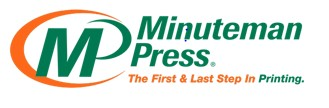 MP
Minuteman
Press®
The First & Last Step In Printing.